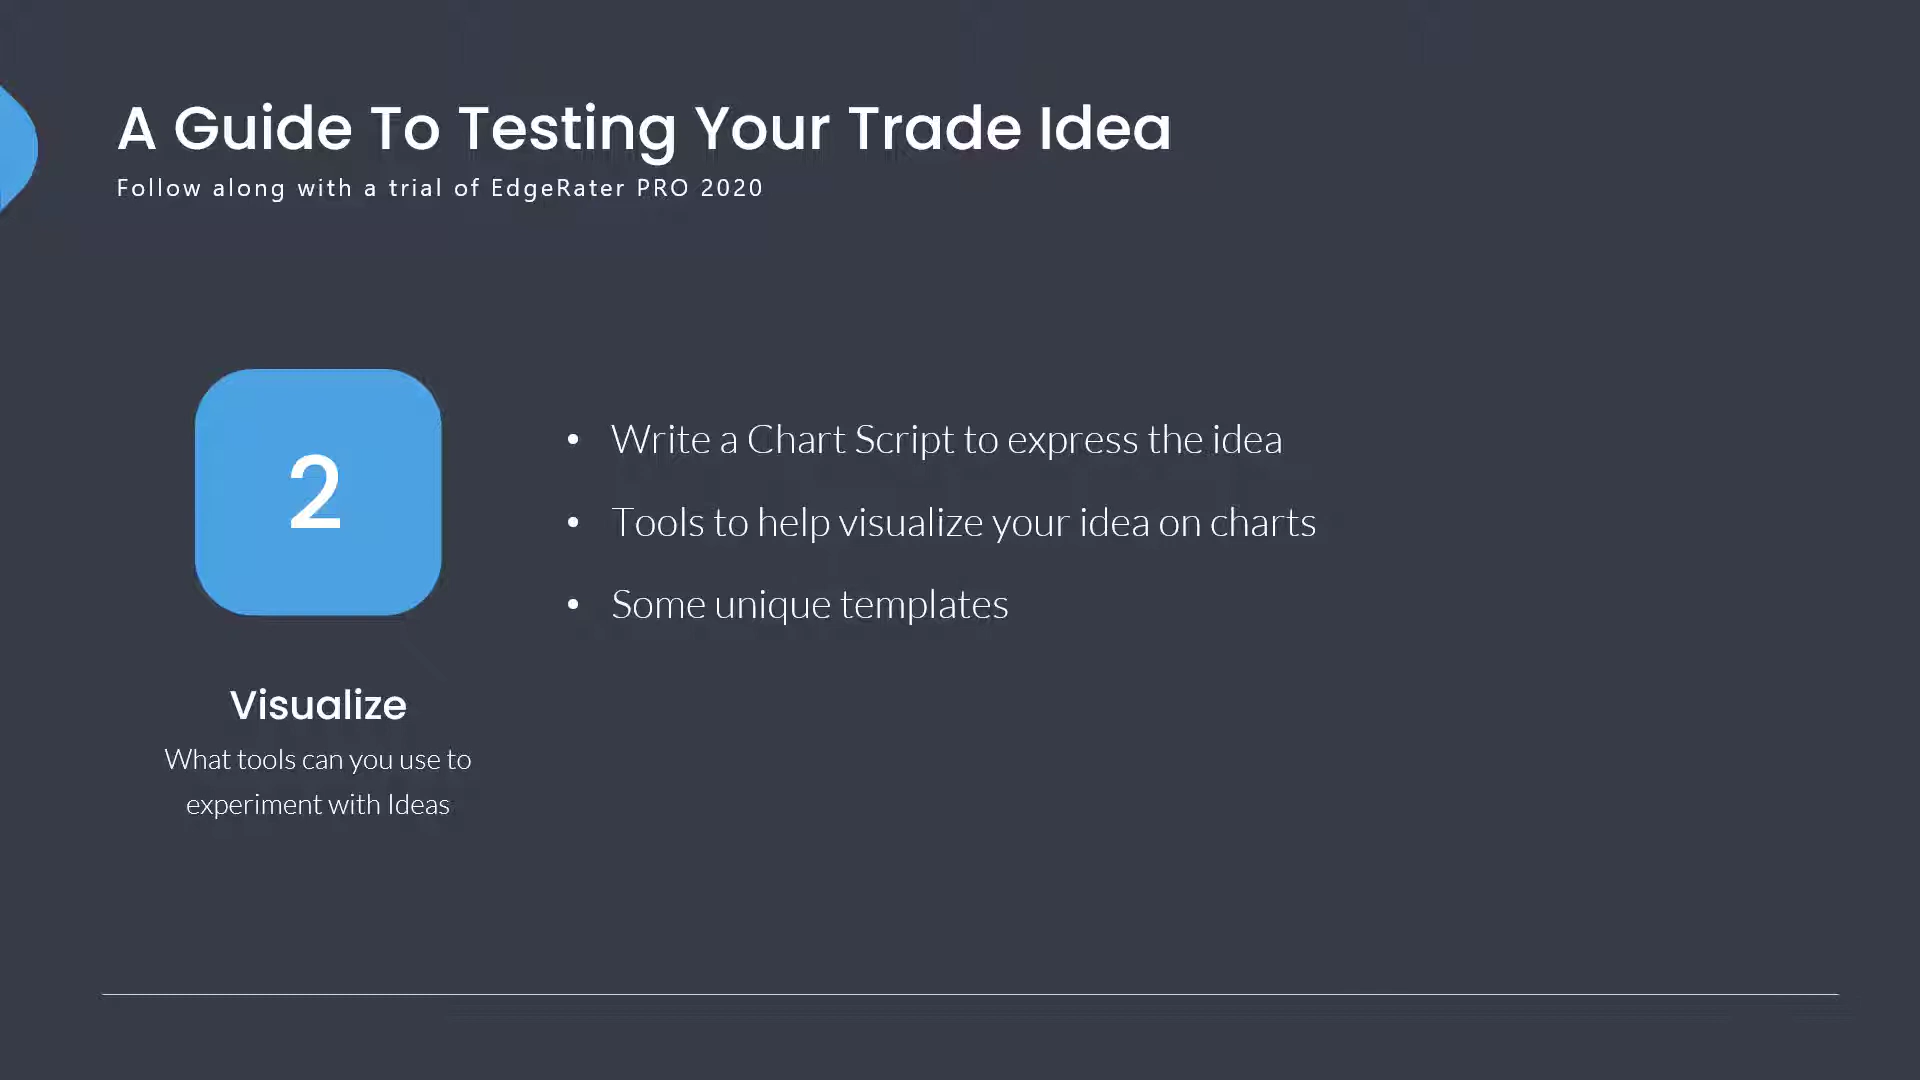 A Guide To Testing Your Trade Idea
Follow along with a trial of EdgeRater PRO 2020
2
Visualize
What tools can you use to
experiment with Ideas
• Write a Chart Script to express the idea
• Tools to help visualize your idea on charts
• Some unique templates